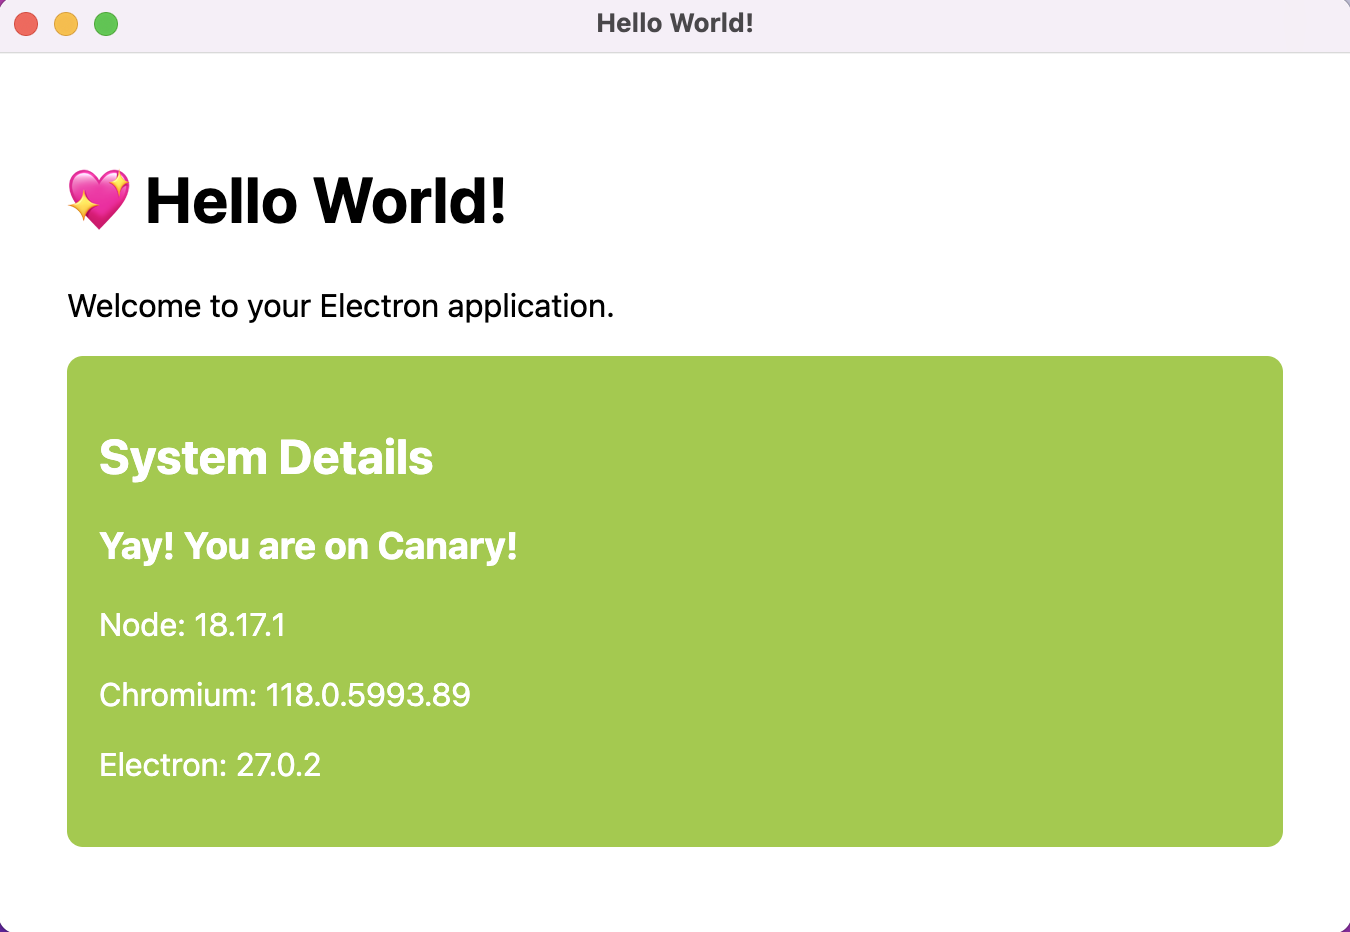 Hello World!
💖 Hello World!
Welcome to your Electron application.
System Details
Yay! You are on Canary!
Node: 18.17.1
Chromium: 118.0.5993.89
Electron: 27.0.2